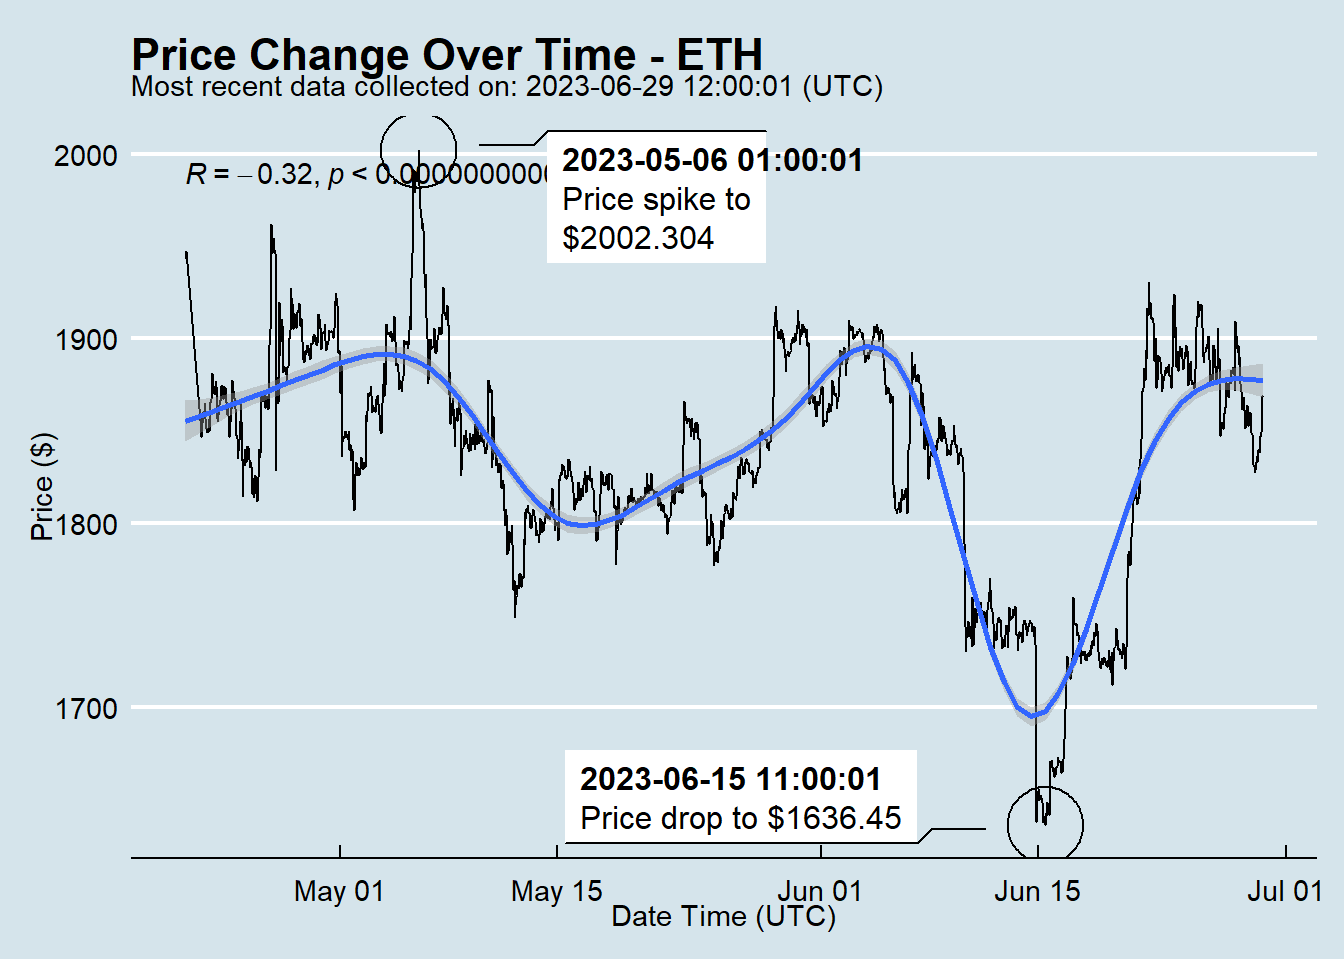 Price Change Over Time - ETH
Most recent data collected on: 2023-06-29 12:00:01 (UTC)
2000
R = −0.32, p < 0.0000000000
2023-05-06 01:00:01
Price spike to
$2002.304
1900
Price ($)
1800
1700
2023-06-15 11:00:01
Price drop to $1636.45
May 01
May 15
Jun 01
Jun 15
Jul 01
Date Time (UTC)